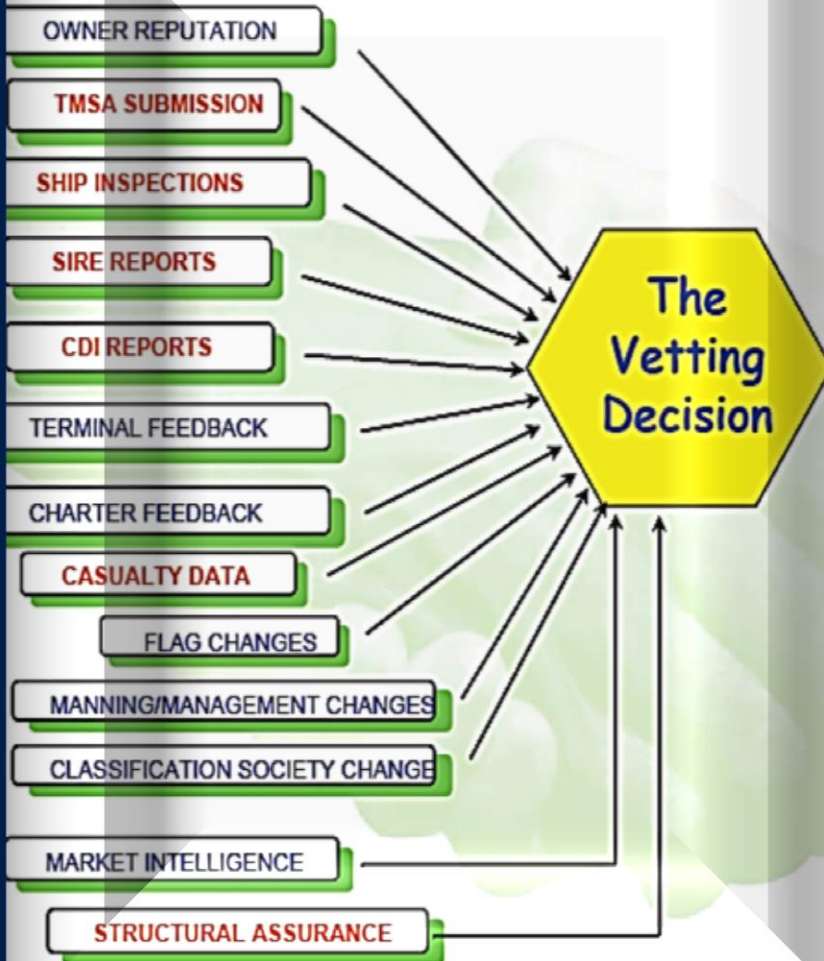 OWNER REPUTATION
TMSA SUBMISSION
SHIP INSPECTIONS
SIRE REPORTS
CDI REPORTS
TERMINAL FEEDBACK
CHARTER FEEDBACK
CASUALTY DATA
FLAG CHANGES
MANNING/MANAGEMENT CHANGES
CLASSIFICATION SOCIETY CHANGE
MARKET INTELLIGENCE
STRUCTURAL ASSURANCE
The
Vetting
Decision